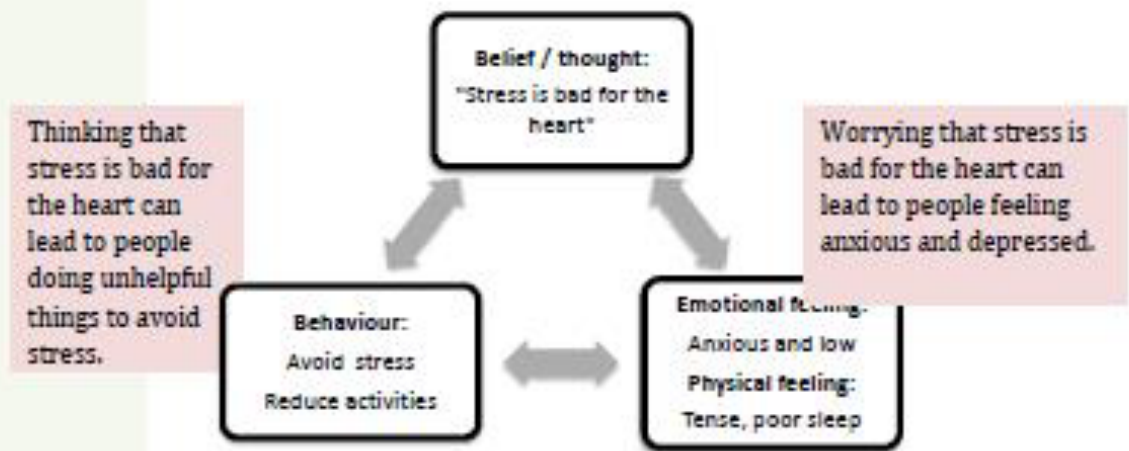 Belief / thought:
"Stress is bad for the
heart"
Thinking that
stress is bad for
the heart can
lead to people
doing unhelpful
things to avoid
stress.
Worrying that stress is
bad for the heart can
lead to people feeling
anxious and depressed.
Behaviour:
Avoid stress
Reduce activities
Emotional feeling:
Anxious and low
Physical feeling:
Tense, poor sleep